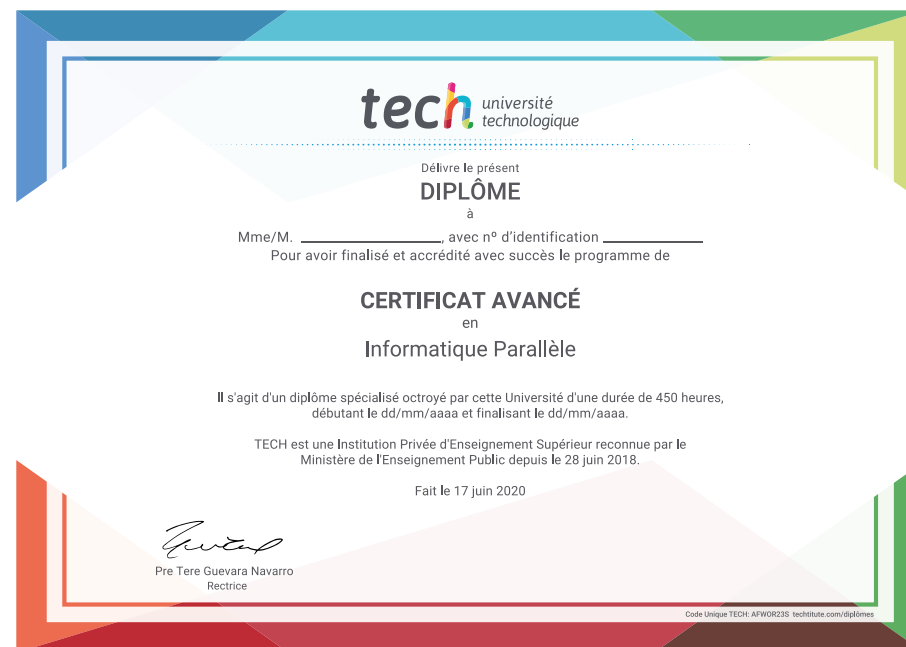 tech université
technologique
Délivre le présent
DIPLÔME
à
Mme/M. ____________________, avec nº d'identification ______________
Pour avoir finalisé et accrédité avec succès le programme de
CERTIFICAT AVANCÉ
en
Informatique Parallèle
Il s'agit d'un diplôme spécialisé octroyé par cette Université d'une durée de 450 heures,
débutant le dd/mm/aaaa et finalisant le dd/mm/aaaa.
TECH est une Institution Privée d'Enseignement Supérieur reconnue par le
Ministère de l'Enseignement Public depuis le 28 juin 2018.
Fait le 17 juin 2020
Pre Tere Guevara Navarro
Rectrice
Code Unique TECH: AFWOR23S techtitute.com/diplômes